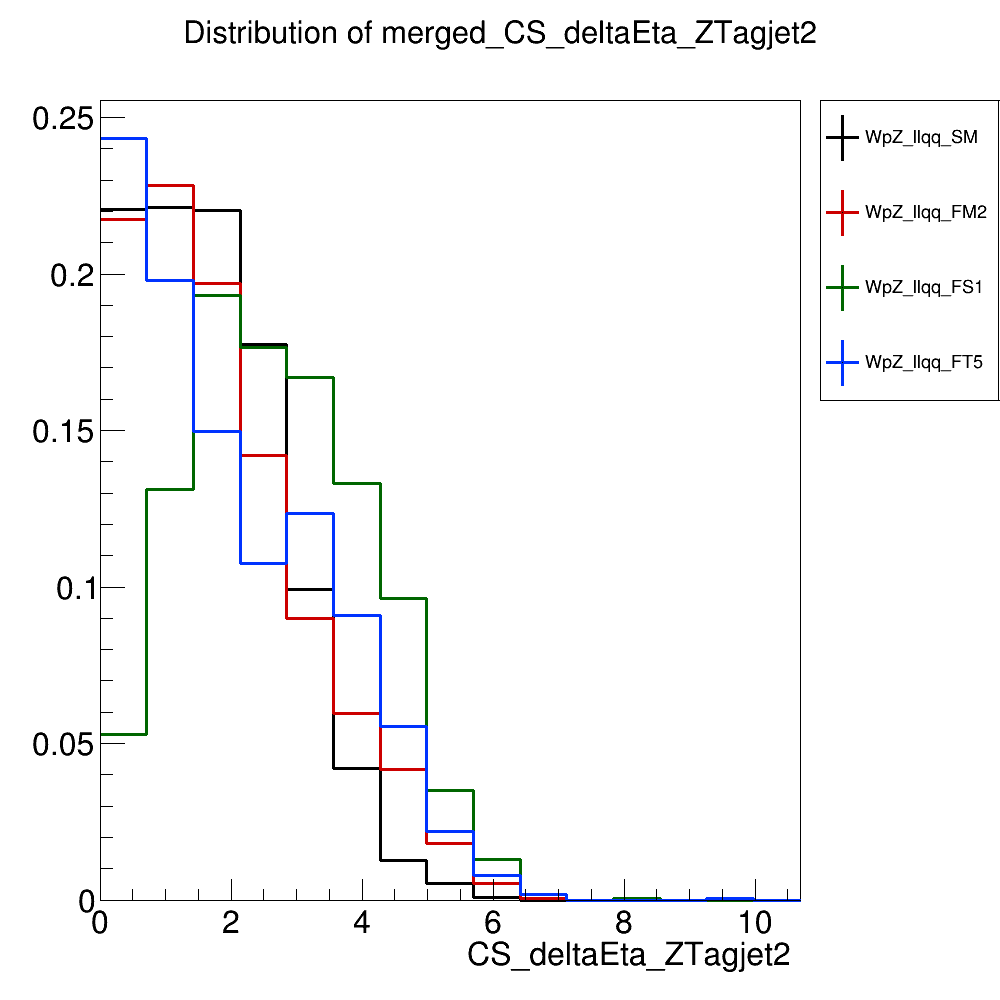 Distribution of merged_CS_deltaEta_ZTagjet2
0.25
0.2
0.15
0.1
0.05
0
0 2 4 6 8 10
CS_deltaEta_ZTagjet2
WpZ_llqq_SM
WpZ_llqq_FM2
WpZ_llqq_FS1
WpZ_llqq_FT5